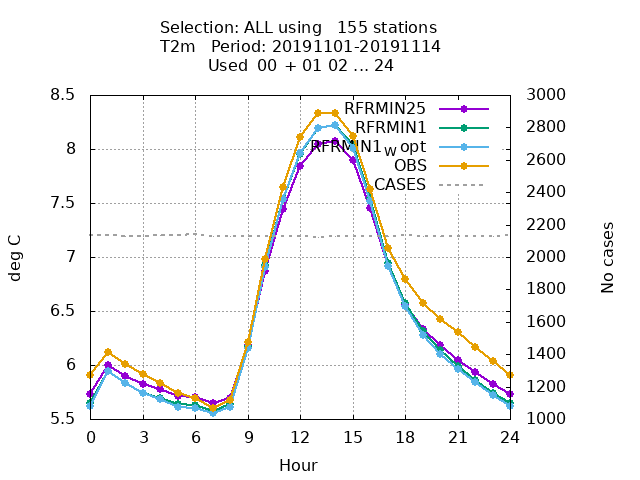 Selection: ALL using 155 stations
T2m Period: 20191101-20191114
Used 00 + 01 02 ... 24
8.5
8
7.5
7
6.5
6
5.5
3000
2800
2600
2400
2200
2000
1800
1600
1400
1200
1000
RFRMIN25
RFRMIN1
RFRMIN1wopt
OBS
CASES
deg C
No cases
0 3 6 9 12 15 18 21 24
Hour